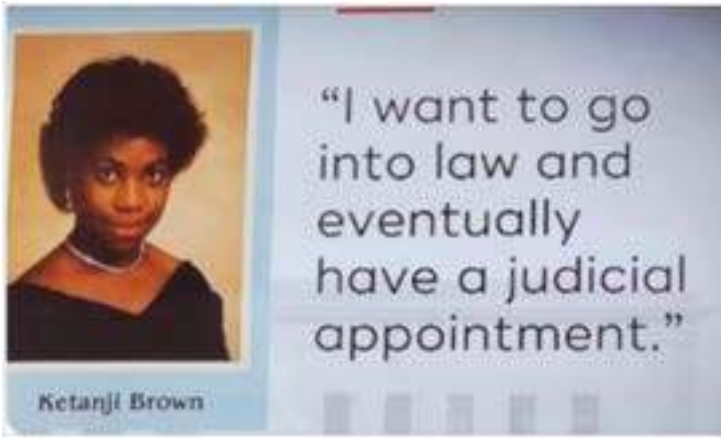 “I want to go
into law and
eventually
have a judicial
appointment.”
Ketanji Brown